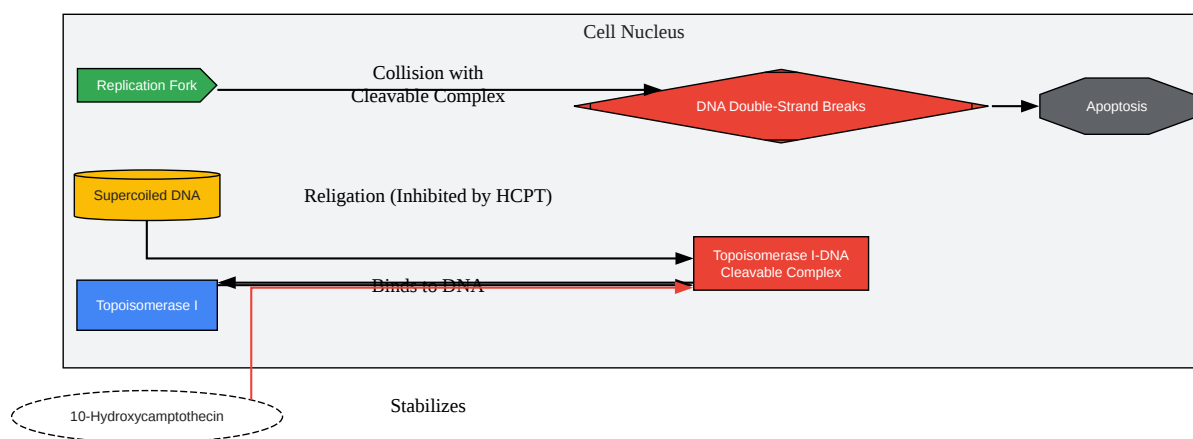 Cell Nucleus
Replication Fork
Collision with
Cleavable Complex
DNA Double-Strand Breaks
Apoptosis
Supercoiled DNA
Religation (Inhibited by HCPT)
Topoisomerase I-DNA
Cleavable Complex
Topoisomerase I
Binds to DNA
10-Hydroxycamptothecin
Stabilizes